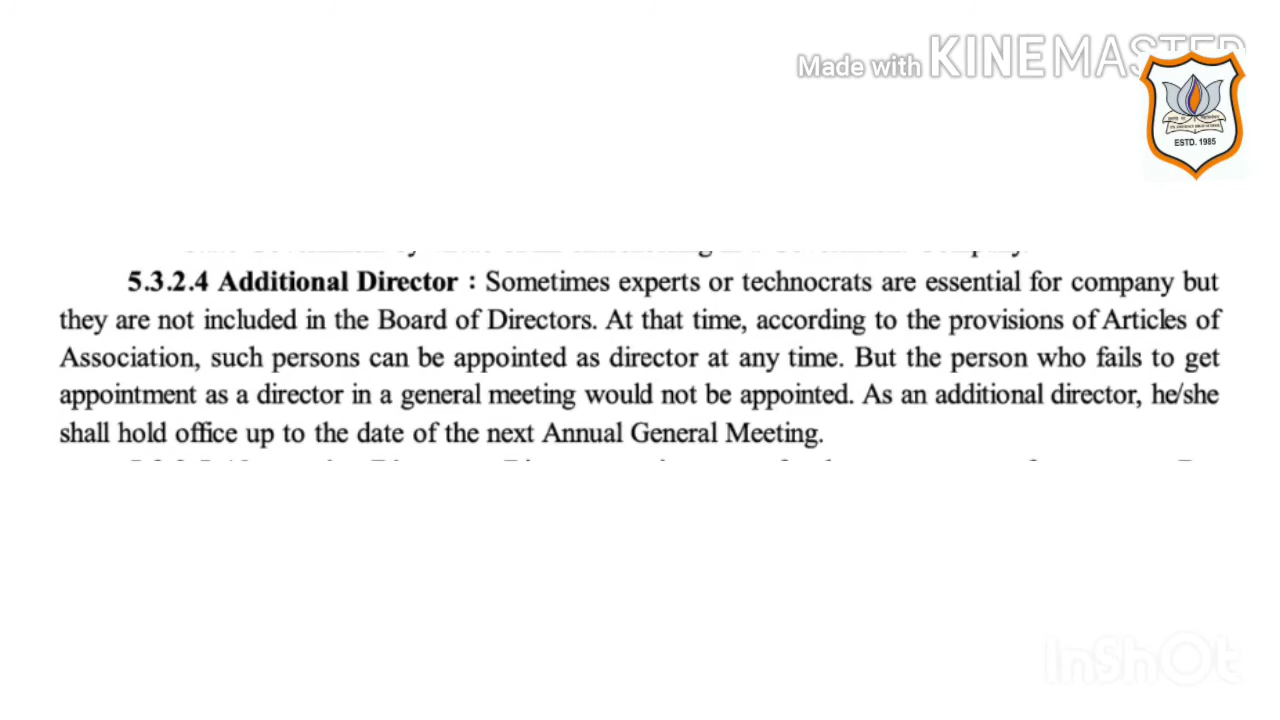 Made with KINEMASTER
ESTD. 1985
5.3.2.4 Additional Director : Sometimes experts or technocrats are essential for company but
they are not included in the Board of Directors. At that time, according to the provisions of Articles of
Association, such persons can be appointed as director at any time. But the person who fails to get
appointment as a director in a general meeting would not be appointed. As an additional director, he/she
shall hold office up to the date of the next Annual General Meeting.
InShOt